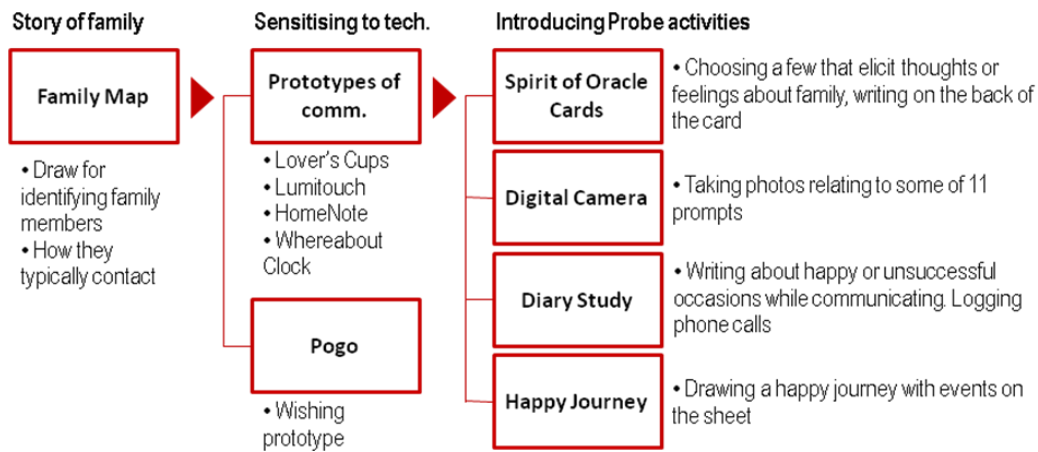 Story of family
Family Map
• Draw for
identifying family
members
• How they
typically contact
Sensitising to tech.
Prototypes of
comm.
• Lover's Cups
• Lumitouch
• HomeNote
• Whereabout
Clock
Pogo
• Wishing
prototype
Introducing Probe activities
Spirit of Oracle
Cards
• Choosing a few that elicit thoughts or
feelings about family, writing on the back of
the card
Digital Camera
• Taking photos relating to some of 11
prompts
Diary Study
• Writing about happy or unsuccessful
occasions while communicating. Logging
phone calls
Happy Journey
• Drawing a happy journey with events on
the sheet